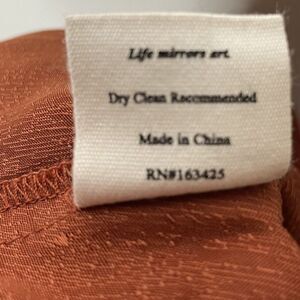 Life mirrors art.
Dry Clean Recommended
Made in China
RN#163425